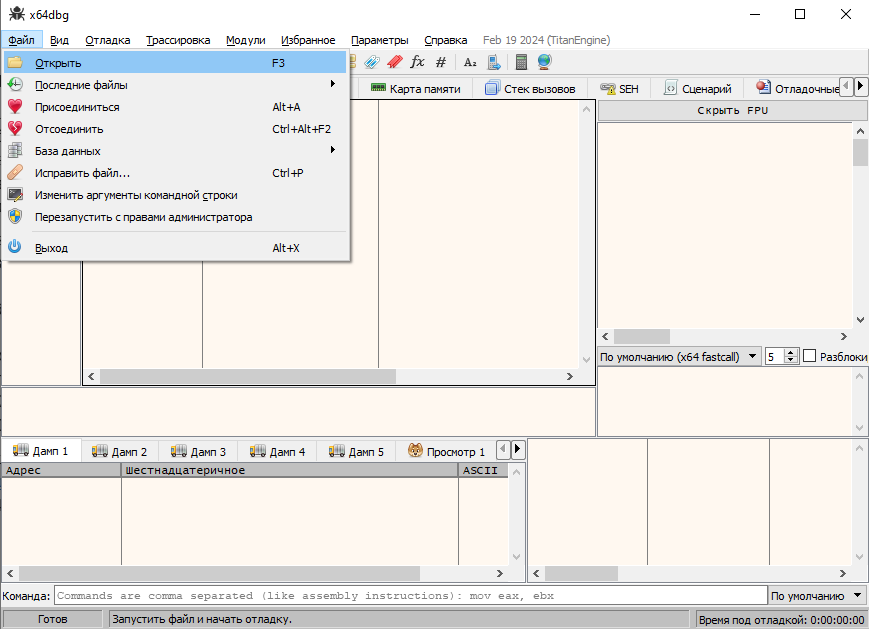 x64dbg
Файл Вид Отладка Трассировка Модули Избранное Параметры Справка Feb 19 2024 (TitanEngine)
Открыть F3
Последние файлы
Присоединиться Alt+A
Отсоединить Ctrl+Alt+F2
База данных
Исправить файл... Ctrl+P
Изменить аргументы командной строки
Перезапустить с правами администратора
Выход Alt+X
fx # Az
Карта памяти Стек вызовов SEH Сценарий Отладочные
Скрыть FPU
По умолчанию (x64 fastcall) 5 Разблоки
Дамп 1 Дамп 2 Дамп 3 Дамп 4 Дамп 5 Просмотр 1
Адрес Шестнадцатеричное ASCII
Команда: Commands are comma separated (like assembly instructions): mov eax, ebx По умолчанию
Готов Запустить файл и начать отладку. Время под отладкой: 0:00:00:00